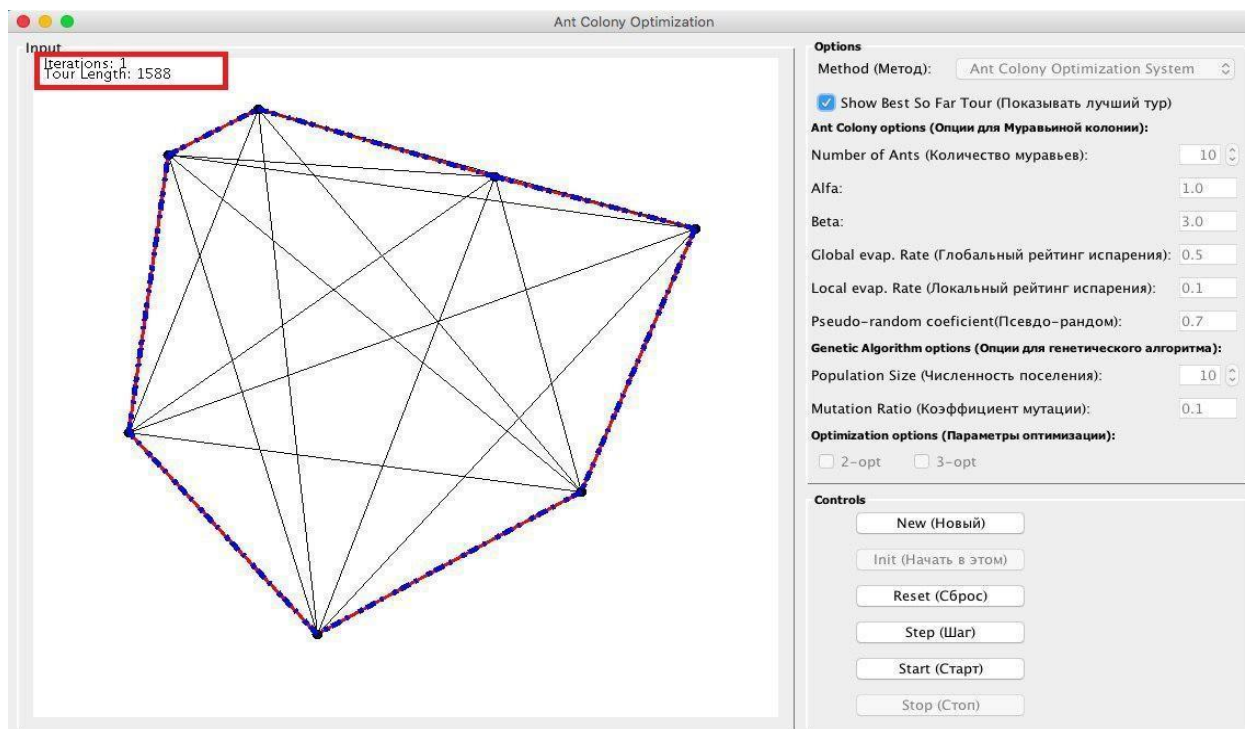 Ant Colony Optimization
Input
Iterations: 1
Tour Length: 1588
Options
Method (Метод): Ant Colony Optimization System
Show Best So Far Tour (Показывать лучший тур)
Ant Colony options (Опции для Муравьиной колонии):
Number of Ants (Количество муравьев): 10
Alfa: 1.0
Beta: 3.0
Global evap. Rate (Глобальный рейтинг испарения): 0.5
Local evap. Rate (Локальный рейтинг испарения): 0.1
Pseudo-random coeficient(Псевдо-рандом): 0.7
Genetic Algorithm options (Опции для генетического алгоритма):
Population Size (Численность поселения): 10
Mutation Ratio (Коэффициент мутации): 0.1
Optimization options (Параметры оптимизации):
2-opt 3-opt
Controls
New (Новый)
Init (Начать в этом)
Reset (Сброс)
Step (Шаг)
Start (Старт)
Stop (Стоп)